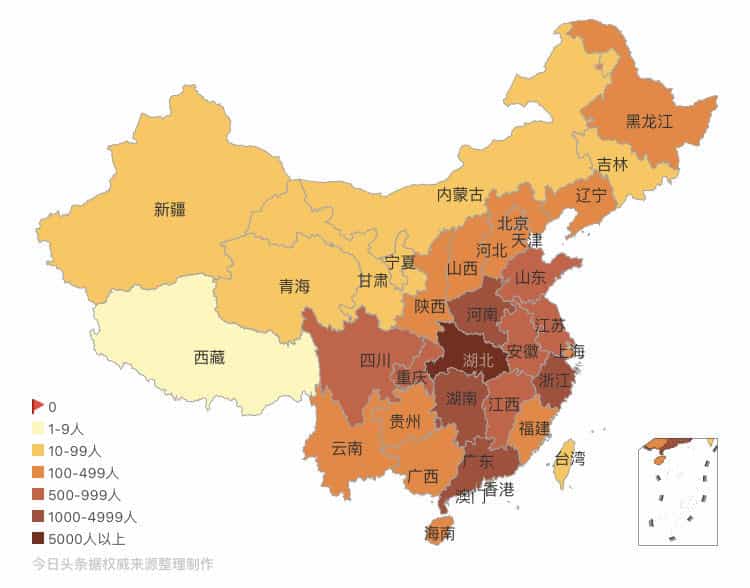 黑龙江
吉林
辽宁
内蒙古
新疆
北京
天津
河北
山西
宁夏
山东
青海
甘肃
陕西
河南
江苏
西藏
四川
湖北
安徽
上海
重庆
浙江
湖南
江西
贵州
福建
云南
台湾
广西
广东
香港
澳门
海南
0
1-9人
10-99人
100-499人
500-999人
1000-4999人
5000人以上
今日头条据权威来源整理制作